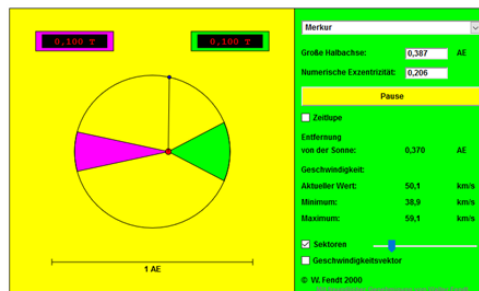 0,100 T 0,100 T
Merkur
Große Halbachse: 0,387 AE
Numerische Exzentrizität: 0,206
Pause
Zeitlupe
Entfernung
von der Sonne: 0,370 AE
Geschwindigkeit:
Aktueller Wert: 50,1 km/s
Minimum: 38,9 km/s
Maximum: 59,1 km/s
Sektoren
Geschwindigkeitsvektor
1 AE
© W. Fendt 2000